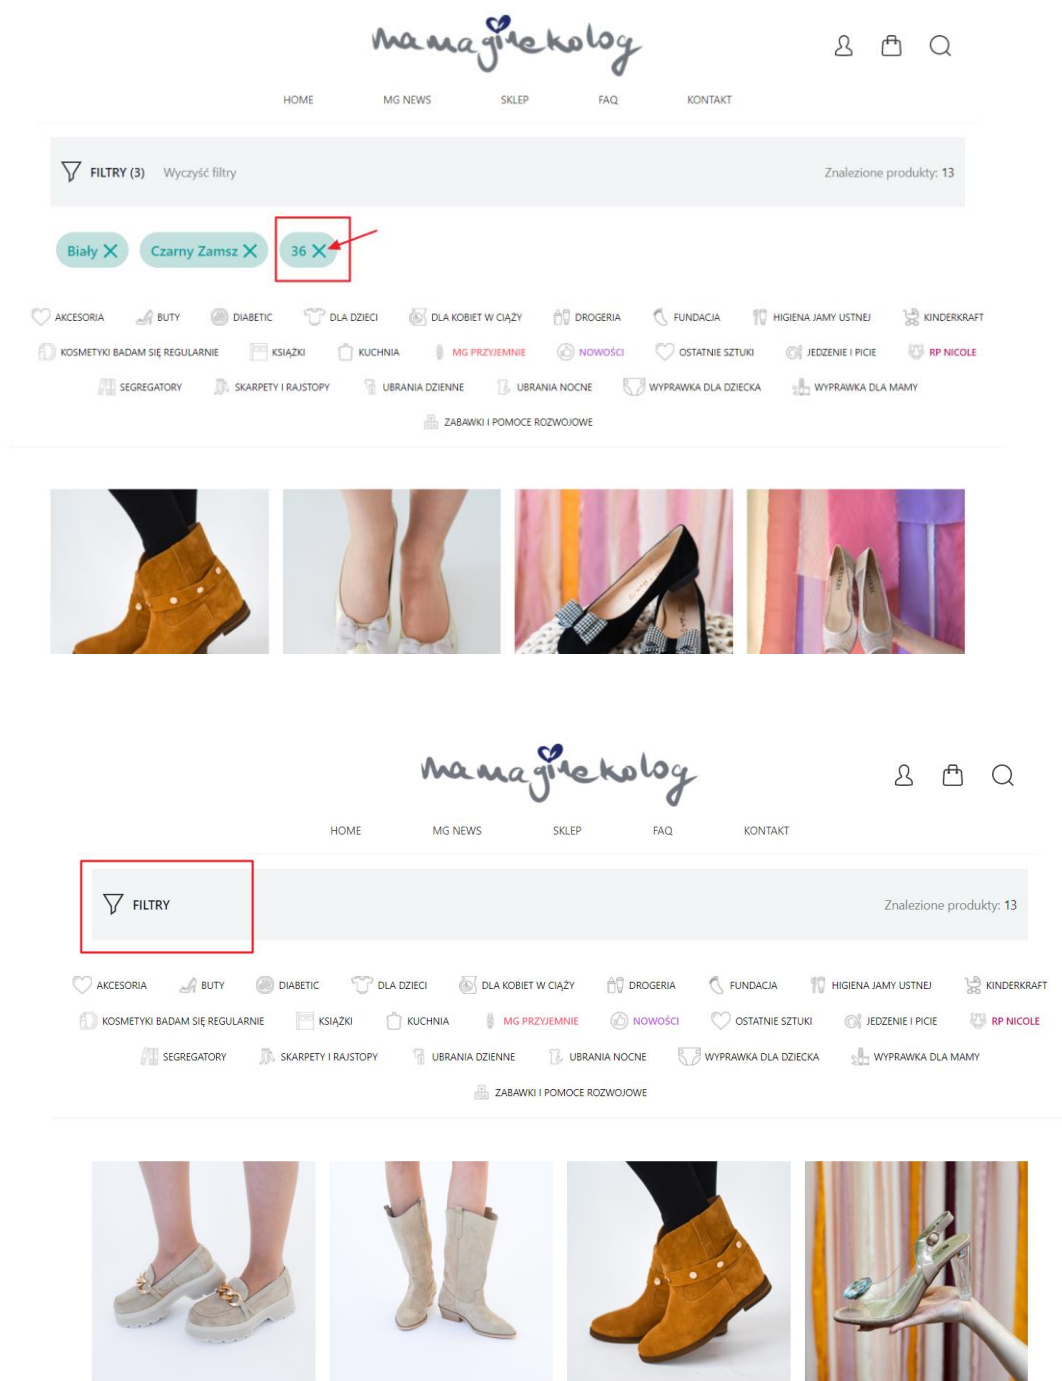 mamaginekolog
HOME MG NEWS SKLEP FAQ KONTAKT
FILTRY (3) Wyczyść filtry Znalezione produkty: 13
Biały Czarny Zamsz 36
AKCESORIA BUTY DIABETIC DLA DZIECI DLA KOBIET W CIĄŻY DROGERIA FUNDACJA HIGIENA JAMY USTNEJ KINDERKRAFT
KOSMETYKI BADAM SIĘ REGULARNIE KSIĄŻKI KUCHNIA MG PRZYJEMNIE NOWOŚCI OSTATNIE SZTUKI JEDZENIE I PICIE RP NICOLE
SEGREGATORY SKARPETY I RAJSTOPY UBRANIA DZIENNE UBRANIA NOCNE WYPRAWKA DLA DZIECKA WYPRAWKA DLA MAMY
ZABAWKI I POMOCE ROZWOJOWE
mamaginekolog
HOME MG NEWS SKLEP FAQ KONTAKT
FILTRY Znalezione produkty: 13
AKCESORIA BUTY DIABETIC DLA DZIECI DLA KOBIET W CIĄŻY DROGERIA FUNDACJA HIGIENA JAMY USTNEJ KINDERKRAFT
KOSMETYKI BADAM SIĘ REGULARNIE KSIĄŻKI KUCHNIA MG PRZYJEMNIE NOWOŚCI OSTATNIE SZTUKI JEDZENIE I PICIE RP NICOLE
SEGREGATORY SKARPETY I RAJSTOPY UBRANIA DZIENNE UBRANIA NOCNE WYPRAWKA DLA DZIECKA WYPRAWKA DLA MAMY
ZABAWKI I POMOCE ROZWOJOWE